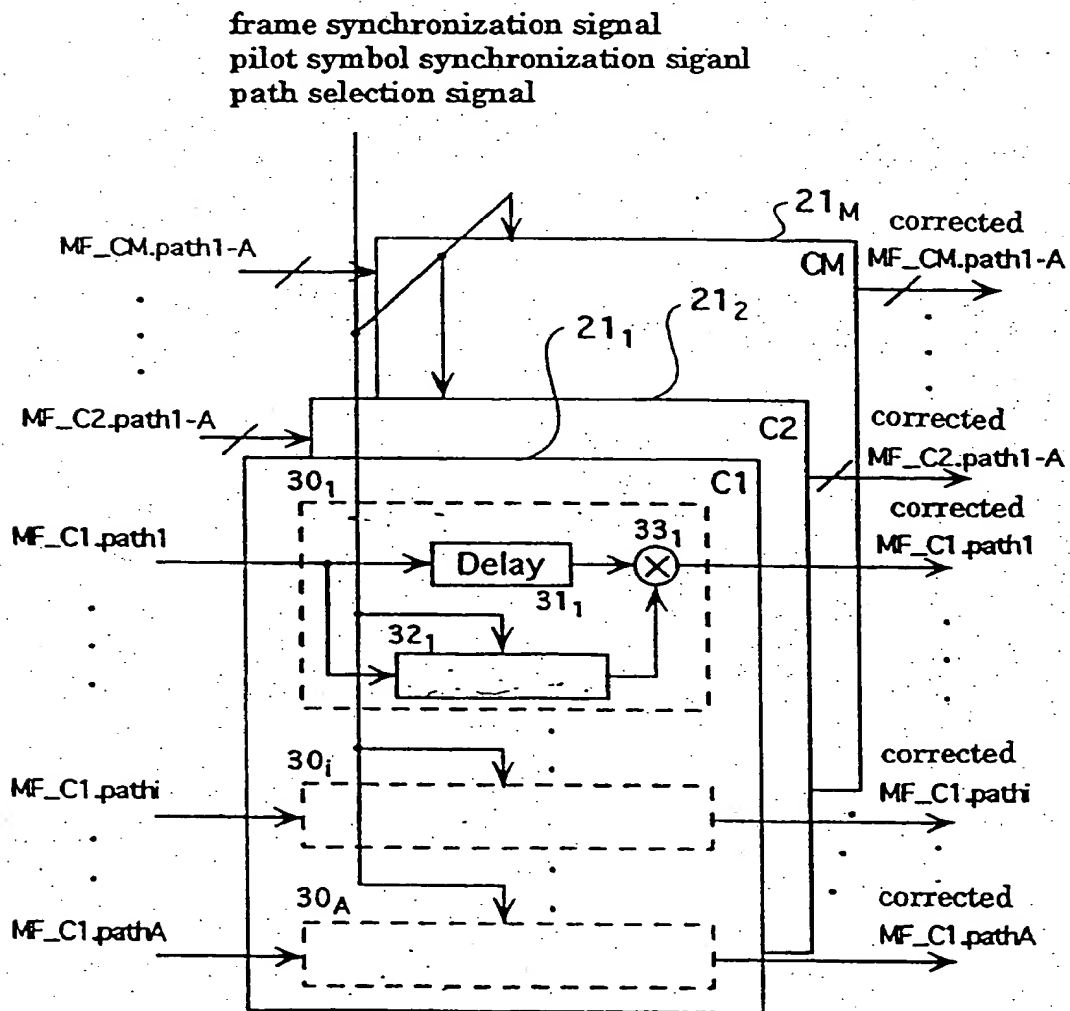 frame synchronization signal
pilot symbol synchronization siganl
path selection signal
21M
corrected
MF_CM.path1-A
CM
MF_CM.path1-A
21₂
21₁
MF_C2.path1-A
C2
corrected
MF_C2.path1-A
30₁
C1
corrected
MF_C1.path1
33₁
MF_C1.path1
Delay
31₁
32₁
30i
corrected
MF_C1.pathi
MF_C1.pathi
30A
corrected
MF_C1.pathA
MF_C1.pathA